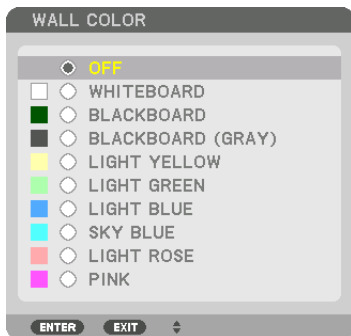 WALL COLOR
OFF
WHITEBOARD
BLACKBOARD
BLACKBOARD (GRAY)
LIGHT YELLOW
LIGHT GREEN
LIGHT BLUE
SKY BLUE
LIGHT ROSE
PINK
ENTER EXIT